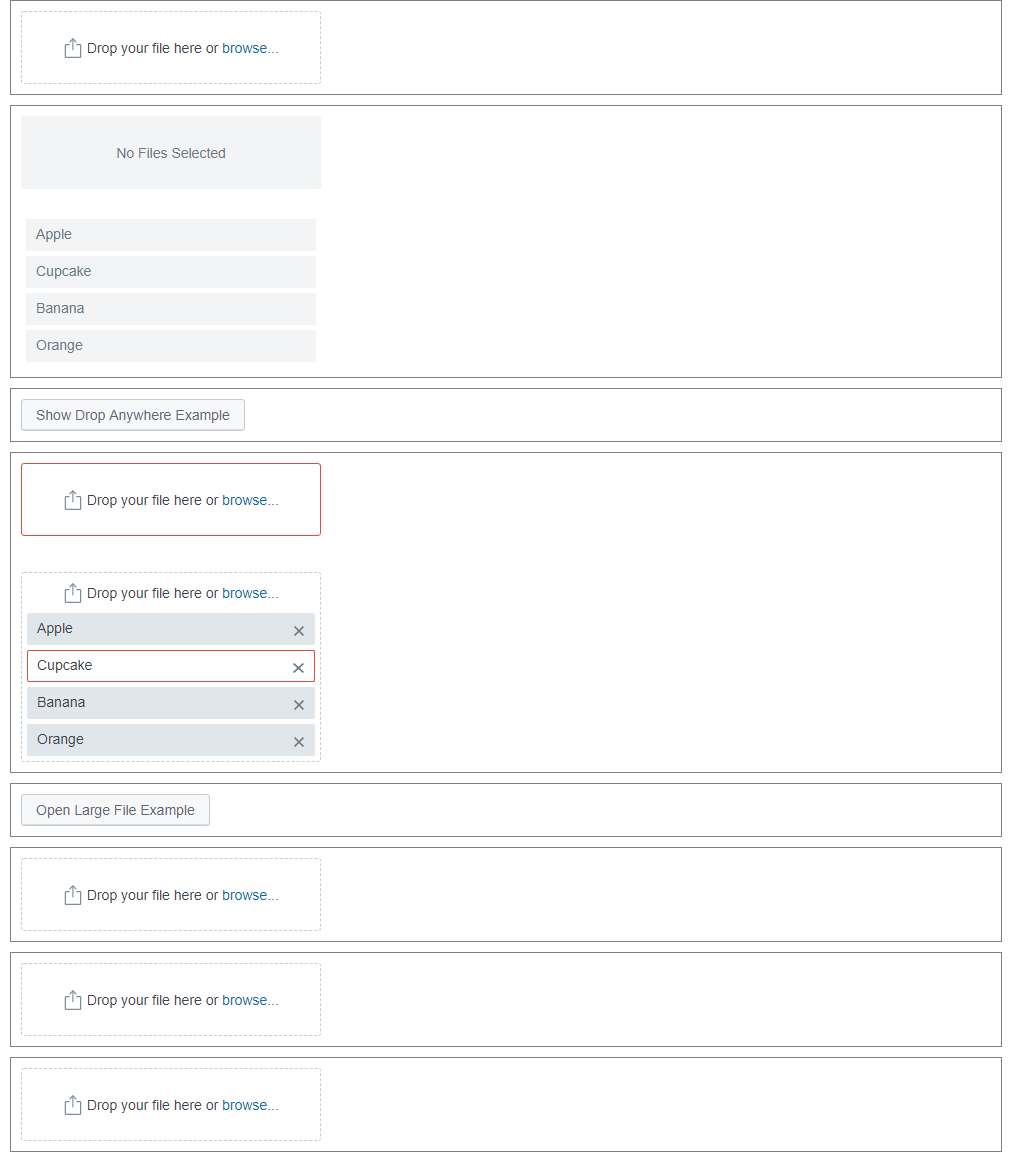 Drop your file here or browse...
No Files Selected
Apple
Cupcake
Banana
Orange
Show Drop Anywhere Example
Drop your file here or browse...
Drop your file here or browse...
Apple
Cupcake
Banana
Orange
Open Large File Example
Drop your file here or browse...
Drop your file here or browse...
Drop your file here or browse...